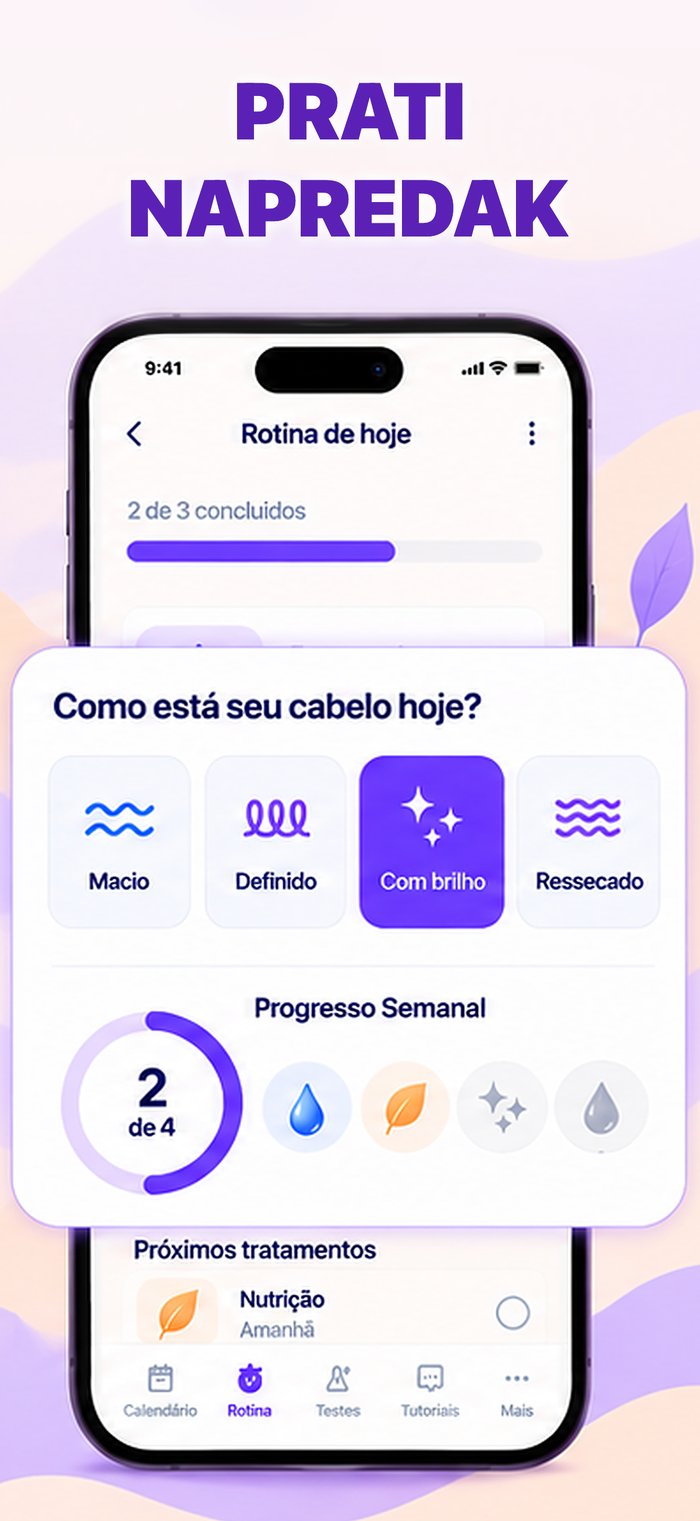 PRATI
NAPREDAK
9:41
Rotina de hoje
2 de 3 concluidos
Como está seu cabelo hoje?
Macio
Definido
Com brilho
Ressecado
Progresso Semanal
2
de 4
Próximos tratamentos
Nutrição
Amanhã
Calendário
Rotina
Testes
Tutoriais
Mais